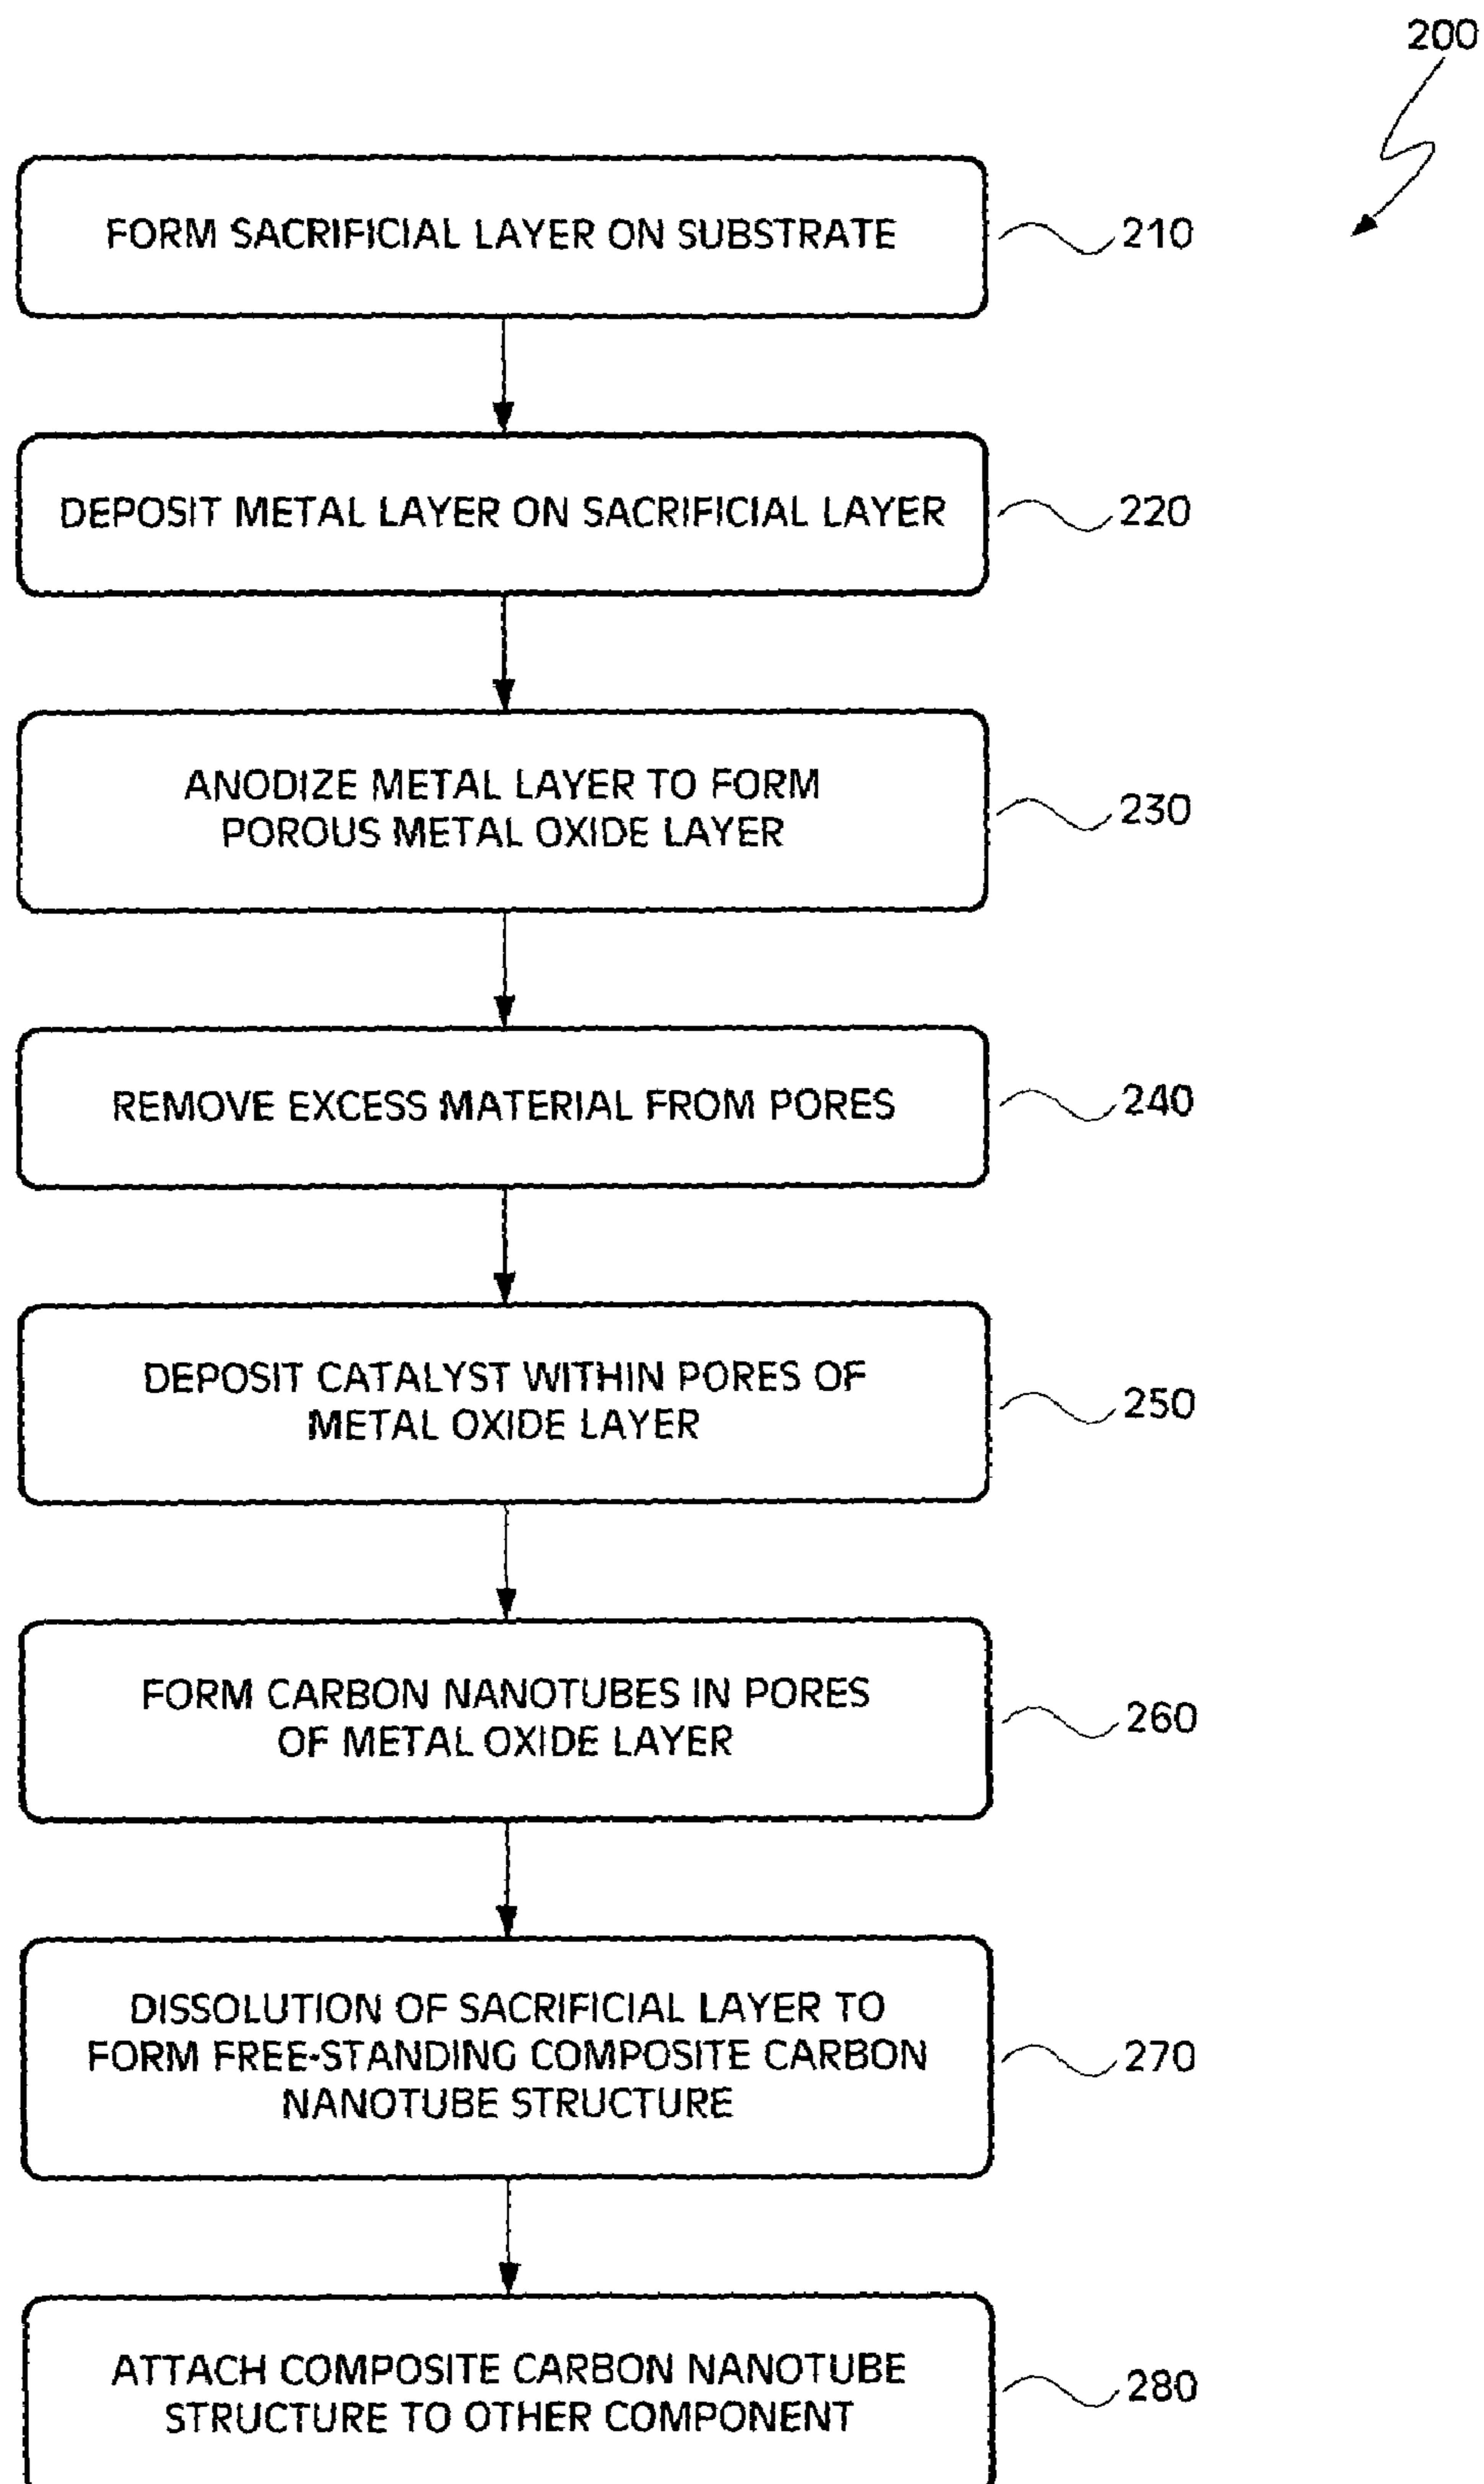 200
FORM SACRIFICIAL LAYER ON SUBSTRATE
210
DEPOSIT METAL LAYER ON SACRIFICIAL LAYER
220
ANODIZE METAL LAYER TO FORM
POROUS METAL OXIDE LAYER
230
REMOVE EXCESS MATERIAL FROM PORES
240
DEPOSIT CATALYST WITHIN PORES OF
METAL OXIDE LAYER
250
FORM CARBON NANOTUBES IN PORES
OF METAL OXIDE LAYER
260
DISSOLUTION OF SACRIFICIAL LAYER TO
FORM FREE-STANDING COMPOSITE CARBON
NANOTUBE STRUCTURE
270
ATTACH COMPOSITE CARBON NANOTUBE
STRUCTURE TO OTHER COMPONENT
280